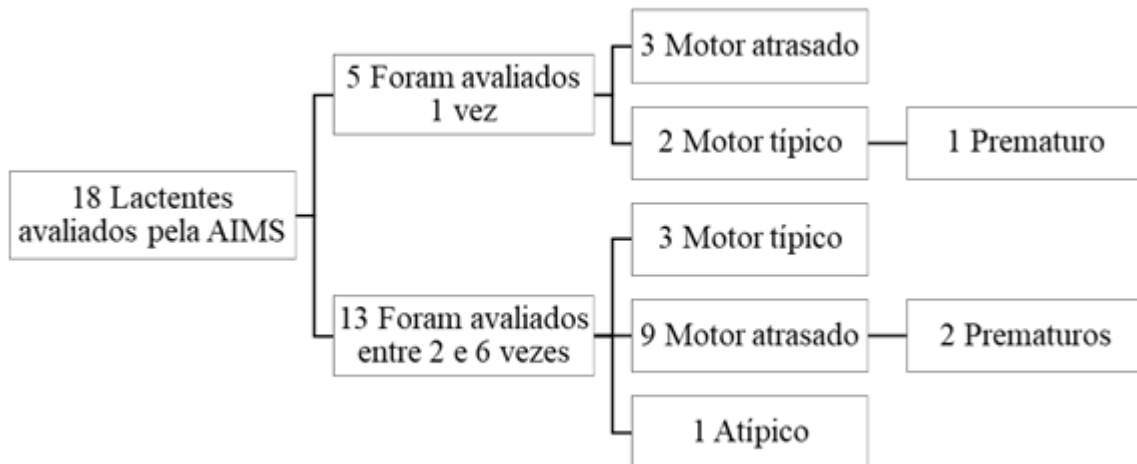 18 Lactentes
avaliados pela AIMS
5 Foram avaliados
1 vez
3 Motor atrasado
2 Motor típico
1 Prematuro
13 Foram avaliados
entre 2 e 6 vezes
3 Motor típico
9 Motor atrasado
2 Prematuros
1 Atípico